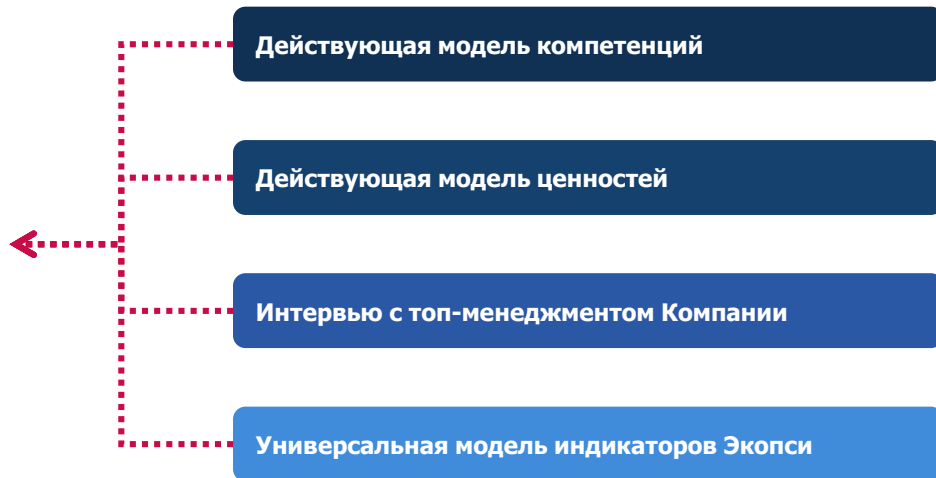 Действующая модель компетенций
Действующая модель ценностей
Интервью с топ-менеджментом Компании
Универсальная модель индикаторов Экопси